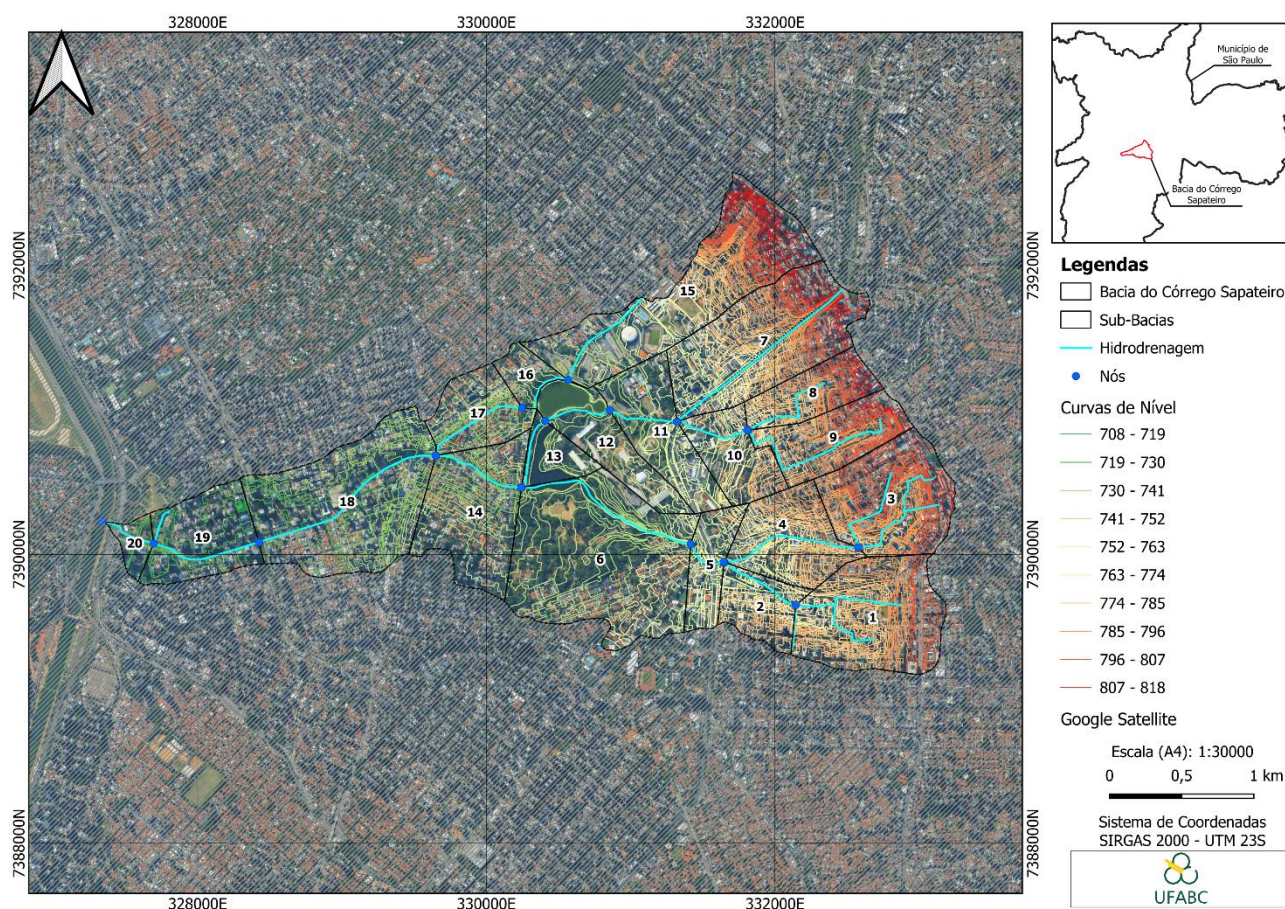 328000E
330000E
332000E
7392000N
7390000N
7388000N
7392000N
7390000N
7388000N
15
7
16
8
17
9
11
12
10
13
3
18
14
4
19
20
6
5
2
1
328000E
330000E
332000E
Município de
São Paulo
Bacia do Córrego
Sapateiro
Legendas
Bacia do Córrego Sapateiro
Sub-Bacias
Hidrodrenagem
Nós
Curvas de Nível
708 - 719
719 - 730
730 - 741
741 - 752
752 - 763
763 - 774
774 - 785
785 - 796
796 - 807
807 - 818
Google Satellite
Escala (A4): 1:30000
0 0,5 1 km
Sistema de Coordenadas
SIRGAS 2000 - UTM 23S
UFABC